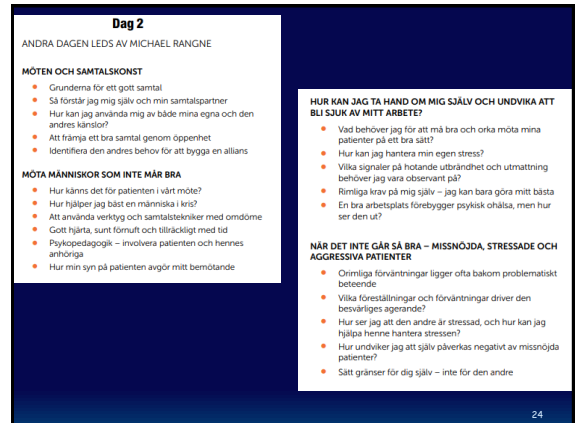 Dag 2
ANDRA DAGEN LEDS AV MICHAEL RANGNE
MÖTEN OCH SAMTALSKONST
• Grunderna för ett gott samtal
• Så förstår jag mig själv och min samtalspartner
• Hur kan jag använda mig av både mina egna och den
andres känslor?
• Att främja ett bra samtal genom öppenhet
• Identifiera den andres behov för att bygga en allians
MÖTA MÄNNISKOR SOM INTE MÅR BRA
• Hur känns det för patienten i vårt möte?
• Hur hjälper jag bäst en människa i kris?
• Att använda verktyg och samtalstekniker med omdöme
• Gott hjärta, sunt förnuft och tillräckligt med tid
• Psykopedagogik – involvera patienten och hennes
anhöriga
• Hur min syn på patienten avgör mitt bemötande
HUR KAN JAG TA HAND OM MIG SJÄLV OCH UNDVIKA ATT
BLI SJUK AV MITT ARBETE?
• Vad behöver jag för att må bra och orka möta mina
patienter på ett bra sätt?
• Hur kan jag hantera min egen stress?
• Vilka signaler på hotande utbrändhet och utmattning
behöver jag vara observant på?
• Rimliga krav på mig själv – jag kan bara göra mitt bästa
• En bra arbetsplats förebygger psykisk ohälsa, men hur
ser den ut?
NÄR DET INTE GÅR SÅ BRA – MISSNÖJDA, STRESSADE OCH
AGGRESSIVA PATIENTER
• Orimliga förväntningar ligger ofta bakom problematiskt
beteende
• Vilka föreställningar och förväntningar driver den
besvärliges agerande?
• Hur ser jag att den andre är stressad, och hur kan jag
hjälpa henne hantera stressen?
• Hur undviker jag att själv påverkas negativt av missnöjda
patienter?
• Sätt gränser för dig själv – inte för den andre
24